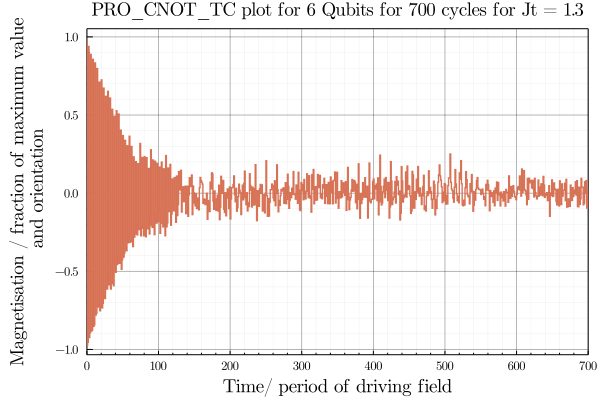 PRO_CNOT_TC plot for 6 Qubits for 700 cycles for Jt = 1.3
Magnetisation / fraction of maximum value
and orientation
1.0
0.5
0.0
−0.5
−1.0
0 100 200 300 400 500 600 700
Time/ period of driving field